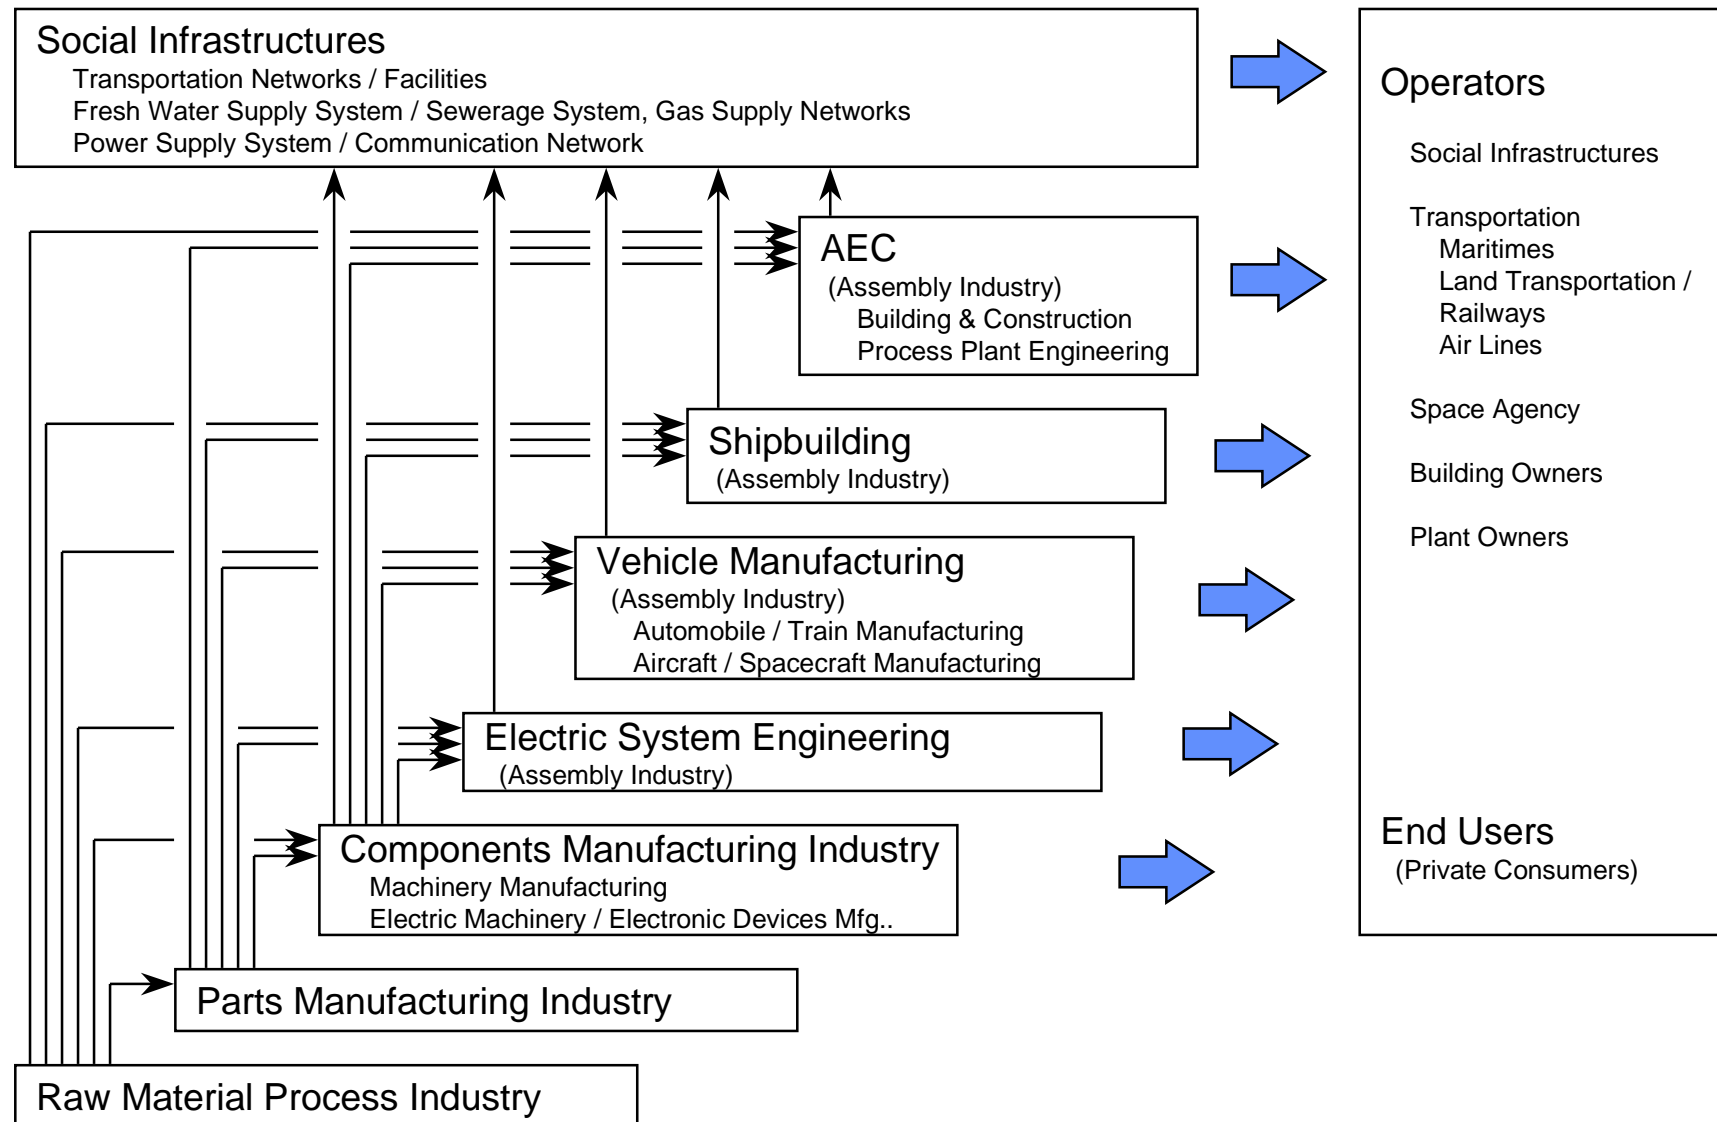 Social Infrastructures
Transportation Networks / Facilities
Fresh Water Supply System / Sewerage System, Gas Supply Networks
Power Supply System / Communication Network
AEC
(Assembly Industry)
Building & Construction
Process Plant Engineering
Shipbuilding
(Assembly Industry)
Vehicle Manufacturing
(Assembly Industry)
Automobile / Train Manufacturing
Aircraft / Spacecraft Manufacturing
Electric System Engineering
(Assembly Industry)
Components Manufacturing Industry
Machinery Manufacturing
Electric Machinery / Electronic Devices Mfg..
Parts Manufacturing Industry
Raw Material Process Industry
Operators
Social Infrastructures
Transportation
Maritimes
Land Transportation /
Railways
Air Lines
Space Agency
Building Owners
Plant Owners
End Users
(Private Consumers)